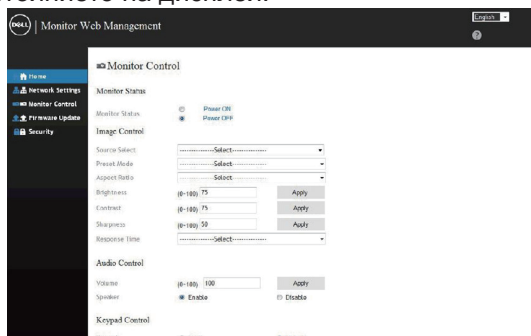 на дисплея.
DELL Monitor Web Management
English
?
Home
Network Settings
Monitor Control
Firmware Update
Security
Monitor Control
Monitor Status
Monitor Status Power ON
Power OFF
Image Control
Source Select ---------------Select---------------
Preset Mode ---------------Select---------------
Aspect Ratio ---------------Select---------------
Brightness (0~100) 75 Apply
Contrast (0~100) 75 Apply
Sharpness (0~100) 50 Apply
Response Time ---------------Select---------------
Audio Control
Volume (0~100) 100 Apply
Speaker Enable Disable
Keypad Control